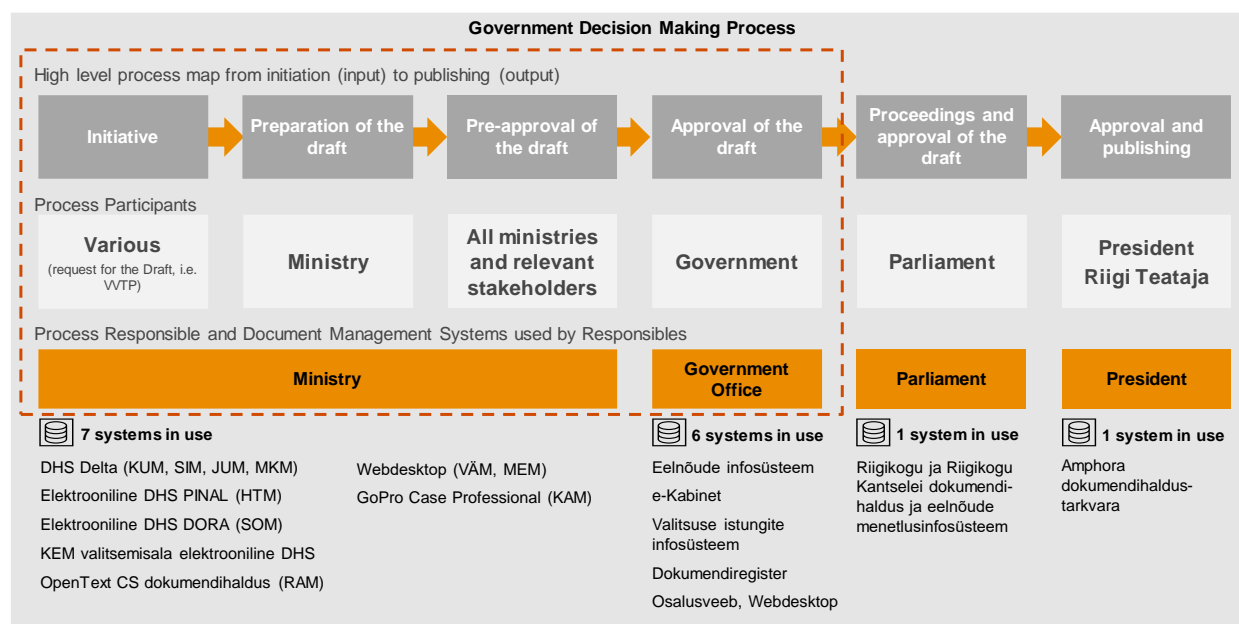 Government Decision Making Process
High level process map from initiation (input) to publishing (output)
Initiative
Preparation of the
draft
Pre-approval of
the draft
Approval of the
draft
Proceedings and
approval of the
draft
Approval and
publishing
Process Participants
Various
(request for the Draft, i.e.
VVTP)
Ministry
All ministries
and relevant
stakeholders
Government
Parliament
President
Riigi Teataja
Process Responsible and Document Management Systems used by Responsibles
Ministry
Government
Office
Parliament
President
7 systems in use
DHS Delta (KUM, SIM, JUM, MKM)
Elektrooniline DHS PINAL (HTM)
Elektrooniline DHS DORA (SOM)
KEM valitsemisala elektrooniline DHS
OpenText CS dokumendihaldus (RAM)
Webdesktop (VÄM, MEM)
GoPro Case Professional (KAM)
6 systems in use
Eelnõude infosüsteem
e-Kabinet
Valitsuse istungite
infosüsteem
Dokumendiregister
Osalusveeb, Webdesktop
1 system in use
Riigikogu ja Riigikogu
Kantselei dokumendi-
haldus ja eelnõude
menetlusinfosüsteem
1 system in use
Amphora
dokumendihaldus-
tarkvara